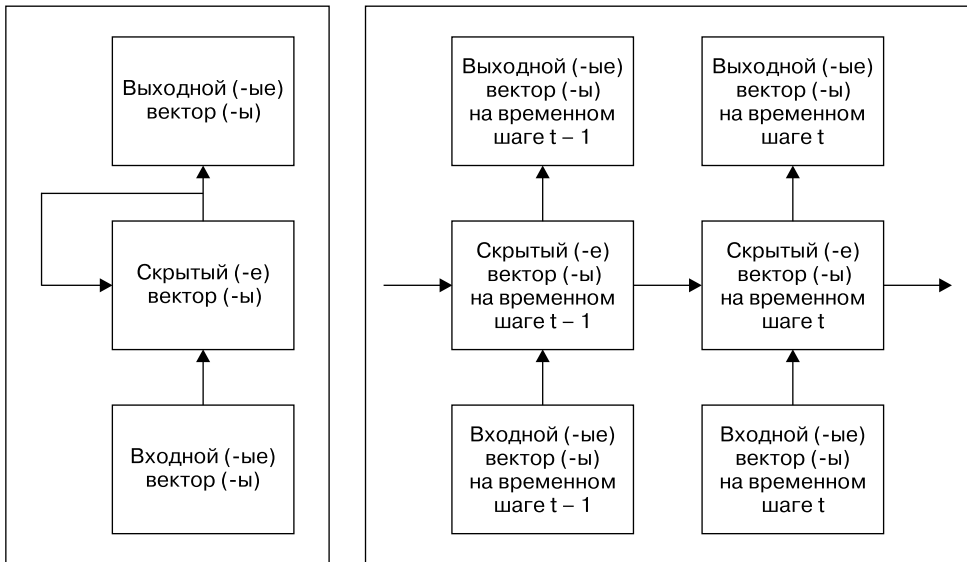 Выходной (-ые)
вектор (-ы)
Скрытый (-е)
вектор (-ы)
Входной (-ые)
вектор (-ы)
Выходной (-ые)
вектор (-ы)
на временном
шаге t – 1
Выходной (-ые)
вектор (-ы)
на временном
шаге t
Скрытый (-е)
вектор (-ы)
на временном
шаге t – 1
Скрытый (-е)
вектор (-ы)
на временном
шаге t
Входной (-ые)
вектор (-ы)
на временном
шаге t – 1
Входной (-ые)
вектор (-ы)
на временном
шаге t